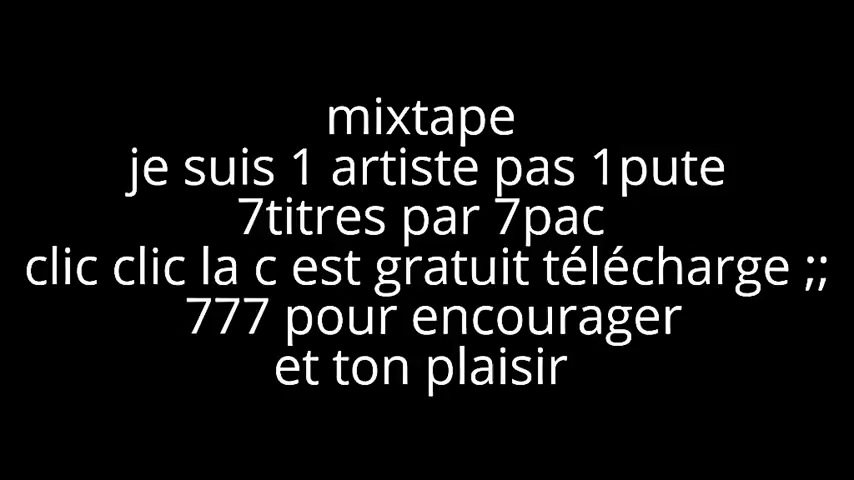 mixtape
je suis 1 artiste pas 1pute
7titres par 7pac
clic clic la c est gratuit télécharge ;;
777 pour encourager
et ton plaisir